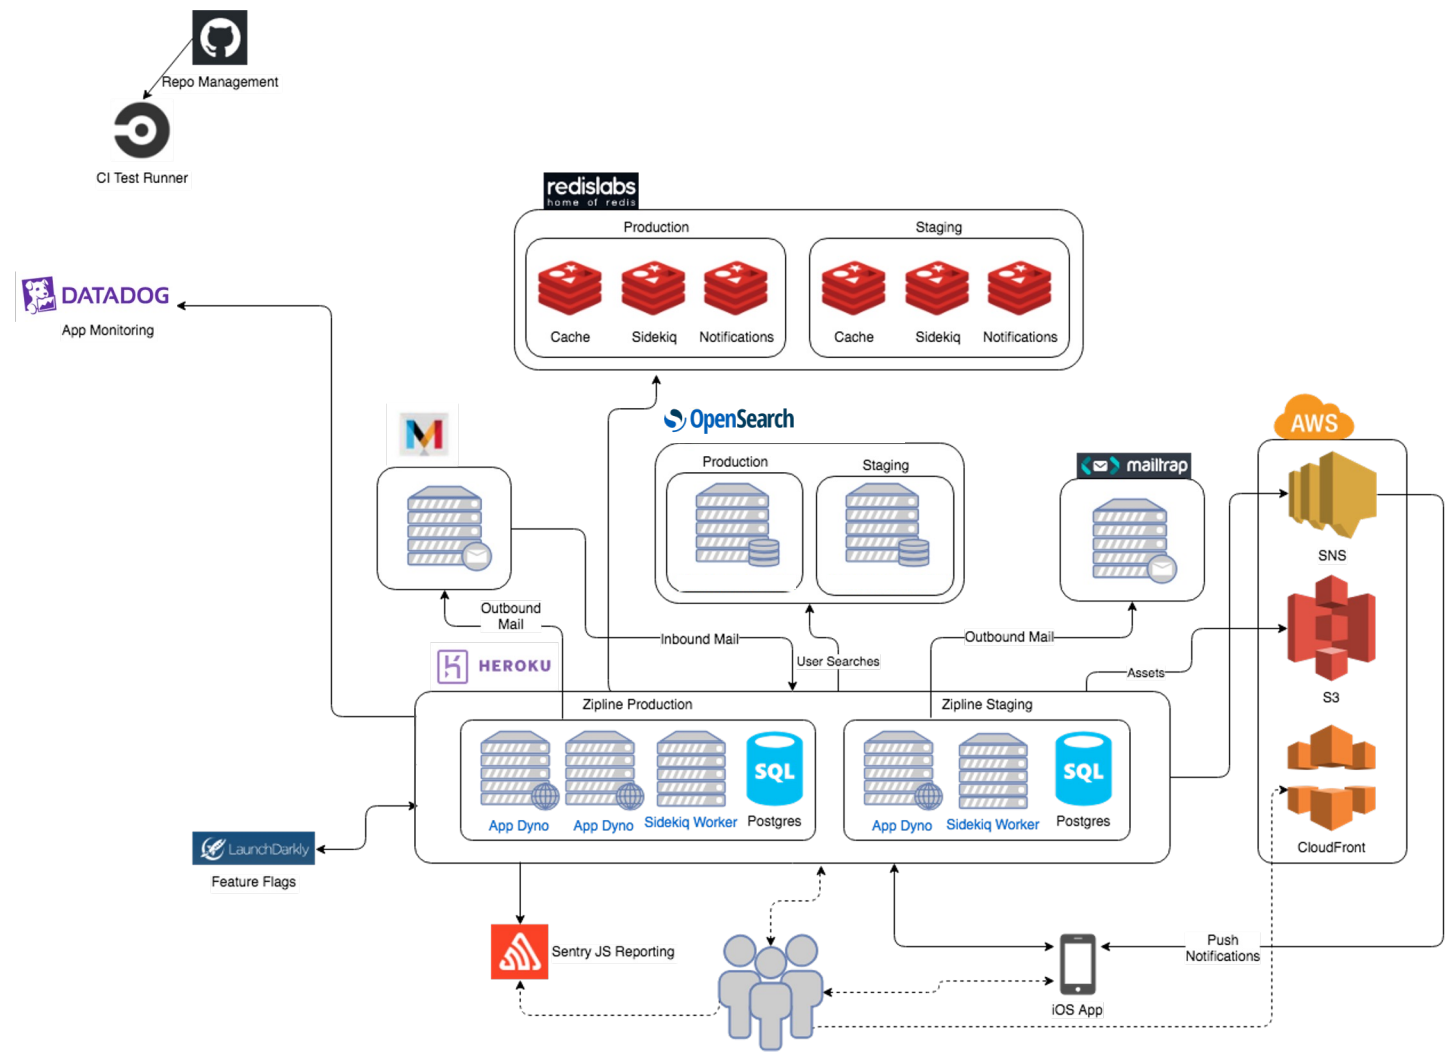 Repo Management
CI Test Runner
redislabs
home of redis
Production
Staging
Cache
Sidekiq
Notifications
Cache
Sidekiq
Notifications
DATADOG
App Monitoring
OpenSearch
Production
Staging
mailtrap
AWS
SNS
S3
CloudFront
Outbound
Mail
Inbound Mail
User Searches
Outbound Mail
Assets
HEROKU
Zipline Production
Zipline Staging
SQL
SQL
App Dyno
App Dyno
Sidekiq Worker
Postgres
App Dyno
Sidekiq Worker
Postgres
LaunchDarkly
Feature Flags
Sentry JS Reporting
Push
Notifications
iOS App